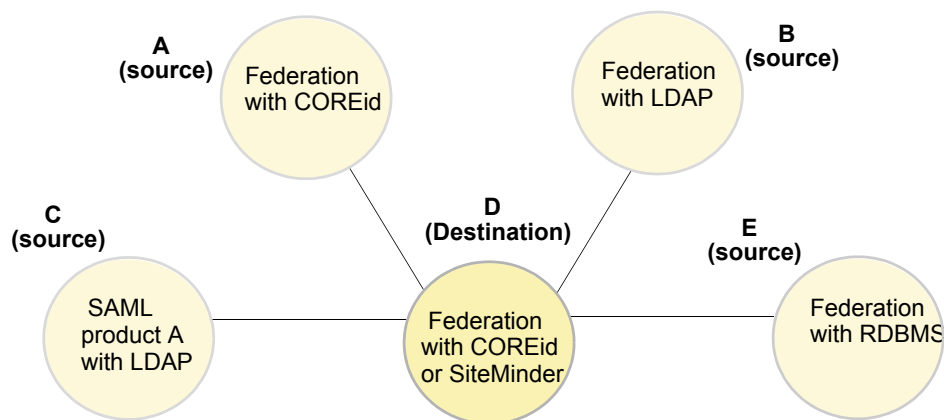 A
(source)
Federation
with COREid
B
(source)
Federation
with LDAP
C
(source)
SAML
product A
with LDAP
D
(Destination)
Federation
with COREid
or SiteMinder
E
(source)
Federation
with RDBMS